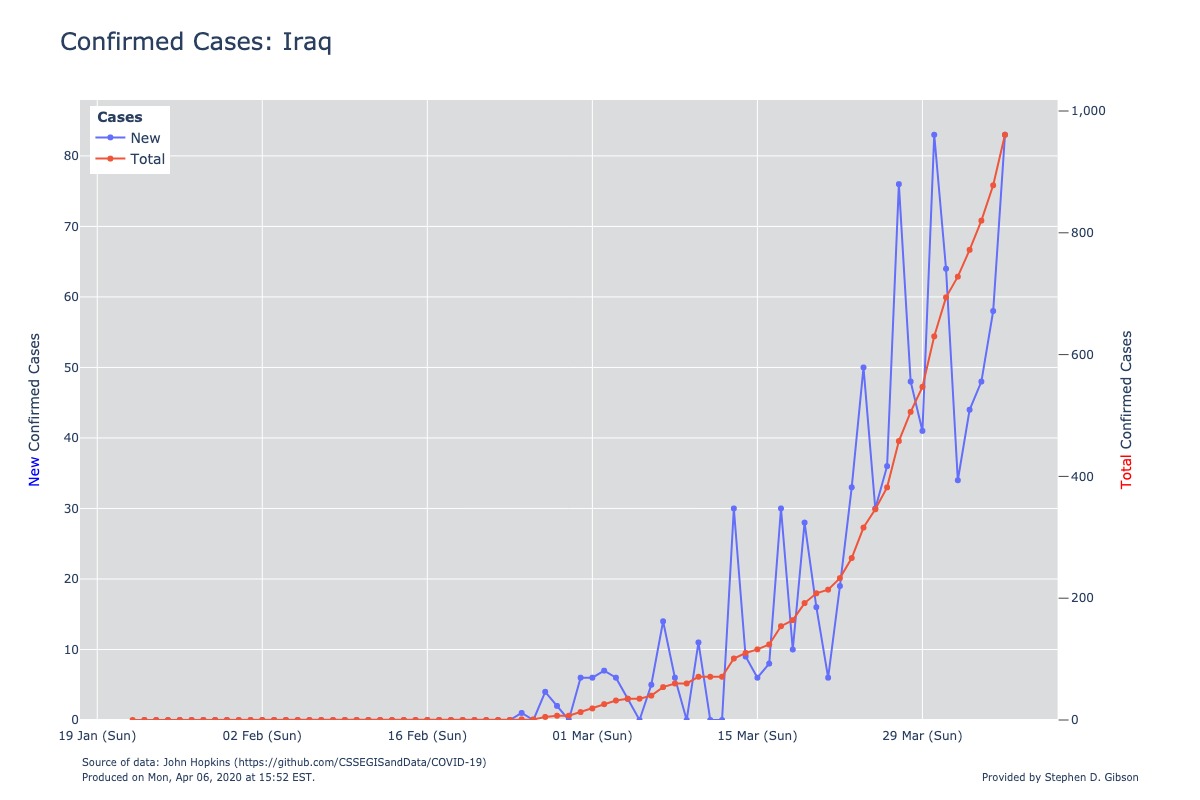 Confirmed Cases: Iraq
Cases
New
Total
80
70
60
50
40
30
20
10
0
New Confirmed Cases
1,000
800
600
400
200
0
Total Confirmed Cases
19 Jan (Sun)
02 Feb (Sun)
16 Feb (Sun)
01 Mar (Sun)
15 Mar (Sun)
29 Mar (Sun)
Source of data: John Hopkins (https://github.com/CSSEGISandData/COVID-19)
Produced on Mon, Apr 06, 2020 at 15:52 EST.
Provided by Stephen D. Gibson